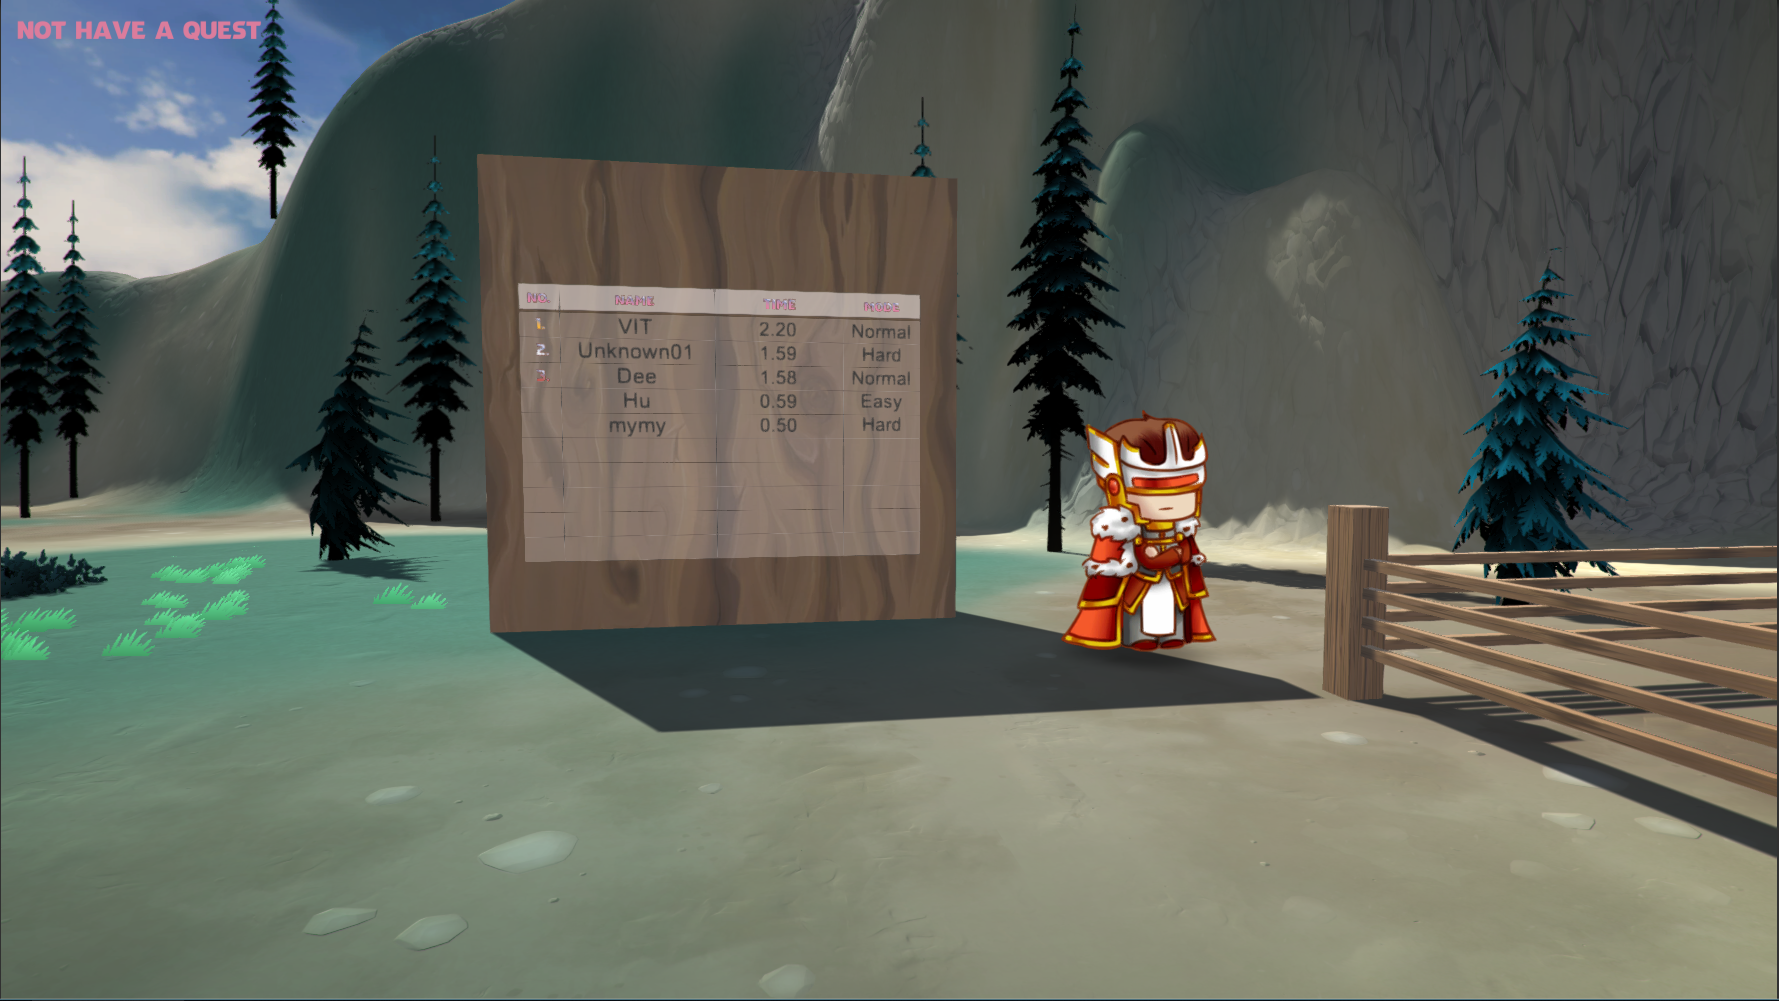 NOT HAVE A QUEST
NO. NAME TIME MODE
1. VIT 2.20 Normal
2. Unknown01 1.59 Hard
3. Dee 1.58 Normal
Hu 0.59 Easy
mymy 0.50 Hard